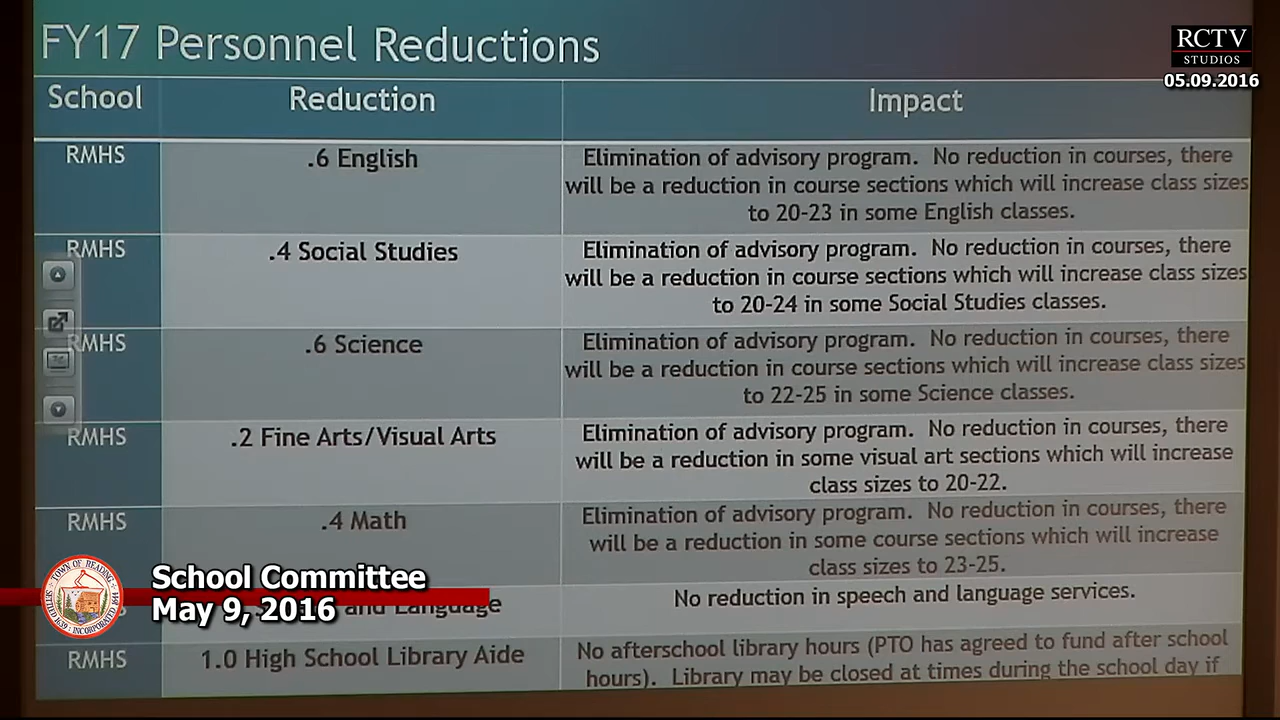 FY17 Personnel Reductions
RCTV
STUDIOS
05.09.2016
School Reduction Impact
RMHS .6 English Elimination of advisory program. No reduction in courses, there
will be a reduction in course sections which will increase class sizes
to 20-23 in some English classes.
RMHS .4 Social Studies Elimination of advisory program. No reduction in courses, there
will be a reduction in course sections which will increase class sizes
to 20-24 in some Social Studies classes.
RMHS .6 Science Elimination of advisory program. No reduction in courses, there
will be a reduction in course sections which will increase class sizes
to 22-25 in some Science classes.
RMHS .2 Fine Arts/Visual Arts Elimination of advisory program. No reduction in courses, there
will be a reduction in some visual art sections which will increase
class sizes to 20-22.
RMHS .4 Math Elimination of advisory program. No reduction in courses, there
will be a reduction in some course sections which will increase
class sizes to 23-25.
and Language No reduction in speech and language services.
RMHS 1.0 High School Library Aide No afterschool library hours (PTO has agreed to fund after school
hours). Library may be closed at times during the school day if
School Committee
May 9, 2016
TOWN OF READING
SETTLED 1639 INCORPORATED 1644